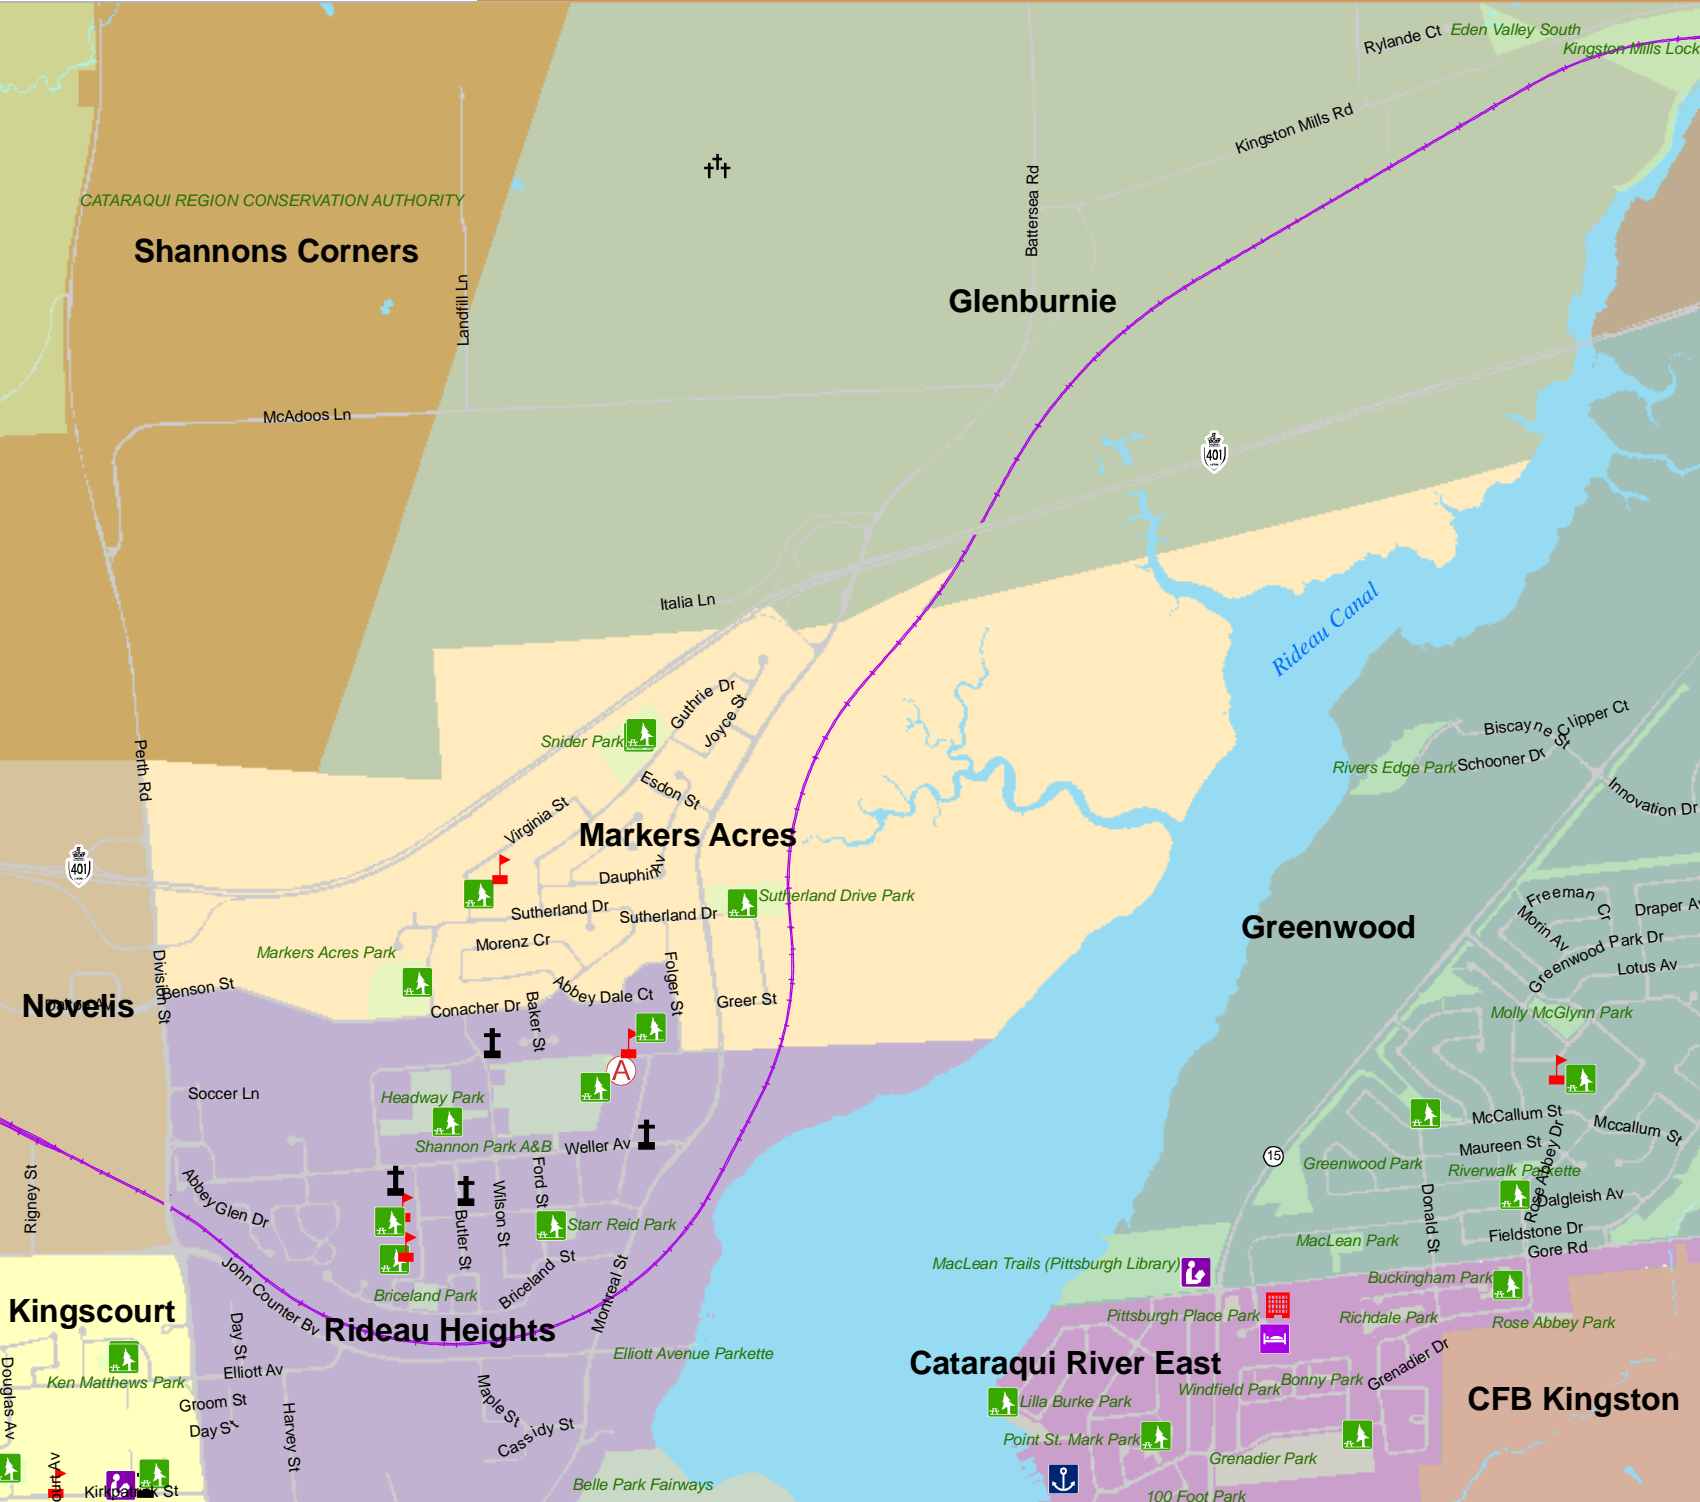 Rylande Ct
Eden Valley South
Kingston Mills Lock
Kingston Mills Rd
Battersea Rd
CATARAQUI REGION CONSERVATION AUTHORITY
Shannons Corners
Landfill Ln
Glenburnie
McAdoos Ln
401
Italia Ln
Rideau Canal
Guthrie Dr
Joyce St
Snider Park
Perth Rd
Esdon St
Virginia St
Markers Acres
401
Dauphin Av
Sutherland Dr
Sutherland Dr
Sutherland Drive Park
Morenz Cr
Markers Acres Park
Division St
Benson St
Novelis
Dalton Av
Conacher Dr
Baker St
Abbey Dale Ct
Folger St
Greer St
Biscayne St
Clipper Ct
Rivers Edge Park
Schooner Dr
Innovation Dr
Greenwood
Freeman Cr
Morin Av
Draper Av
Greenwood Park Dr
Lotus Av
Molly McGlynn Park
A
Soccer Ln
Headway Park
Shannon Park A&B
Weller Av
McCallum St
Mccallum St
Maureen St
15
Greenwood Park
Riverwalk Parkette
Rose Abbey Dr
Dalgleish Av
Donald St
Fieldstone Dr
Gore Rd
MacLean Park
Rigney St
Abbey Glen Dr
Ford St
Wilson St
Butler St
Starr Reid Park
Briceland St
Briceland Park
Montreal St
John Counter Bv
Rideau Heights
Kingscourt
Day St
Elliott Av
Elliott Avenue Parkette
Ken Matthews Park
Douglas Av
Groom St
Day St
Harvey St
Maple St
Cassidy St
Kirkpatrick St
Belle Park Fairways
MacLean Trails (Pittsburgh Library)
Pittsburgh Place Park
Buckingham Park
Richdale Park
Rose Abbey Park
Cataraqui River East
Grenadier Dr
Bonny Park
Windfield Park
CFB Kingston
Lilla Burke Park
Point St. Mark Park
Grenadier Park
100 Foot Park